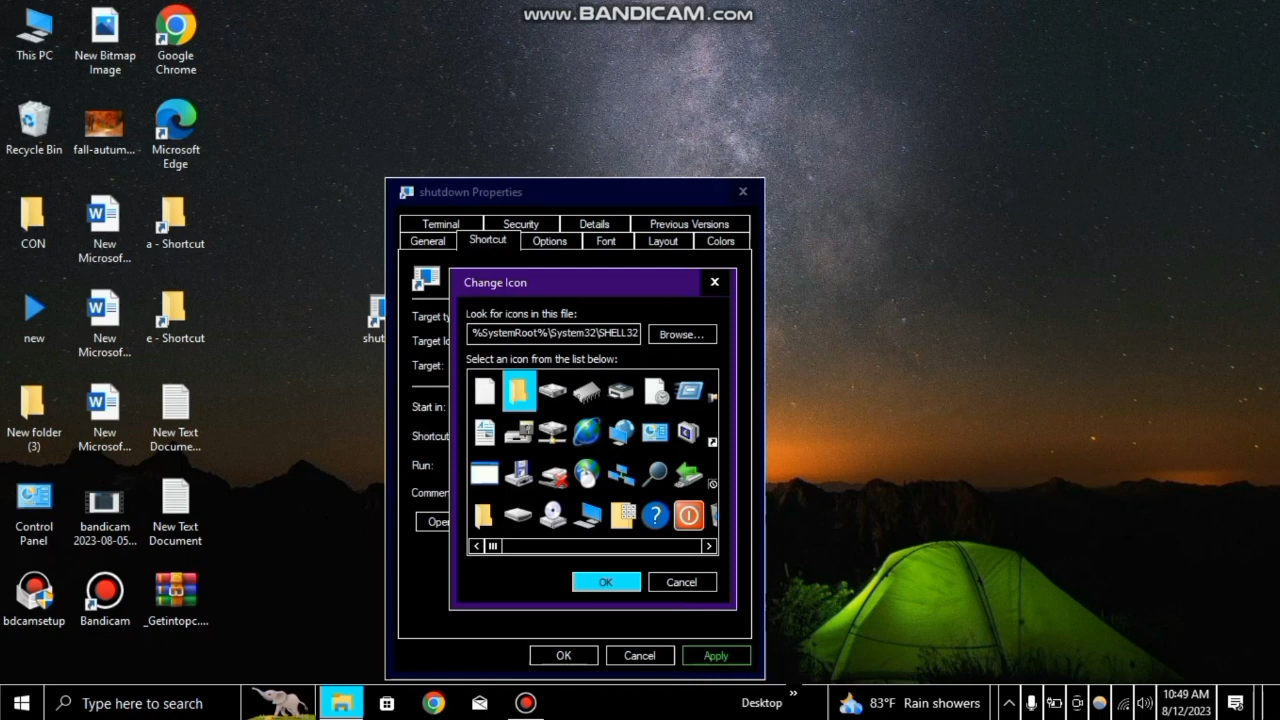 www.BANDICAM.com
This PC
New Bitmap
Image
Google
Chrome
Recycle Bin
fall-autum...
Microsoft
Edge
CON
New
Microsof...
a - Shortcut
new
New
Microsof...
e - Shortcut
New folder
(3)
New
Microsof...
New Text
Docume...
Control
Panel
bandicam
2023-08-05...
New Text
Document
bdcamsetup
Bandicam
_Getintopc....
shut
shutdown Properties
Terminal
Security
Details
Previous Versions
General
Shortcut
Options
Font
Layout
Colors
Target ty
Target lo
Target:
Start in:
Shortcut
Run:
Commen
Oper
Change Icon
Look for icons in this file:
%SystemRoot%\System32\SHELL32
Browse...
Select an icon from the list below:
OK
Cancel
OK
Cancel
Apply
Type here to search
Desktop
83°F Rain showers
10:49 AM
8/12/2023